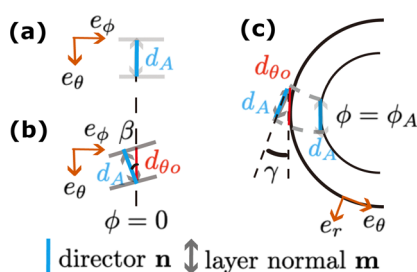 (a)
e_ϕ
d_A
e_θ
(b)
e_ϕ
β
d_A
d_θo
e_θ
ϕ = 0
(c)
d_θo
d_A
d_A
ϕ = ϕ_A
γ
e_r
e_θ
director n
layer normal m